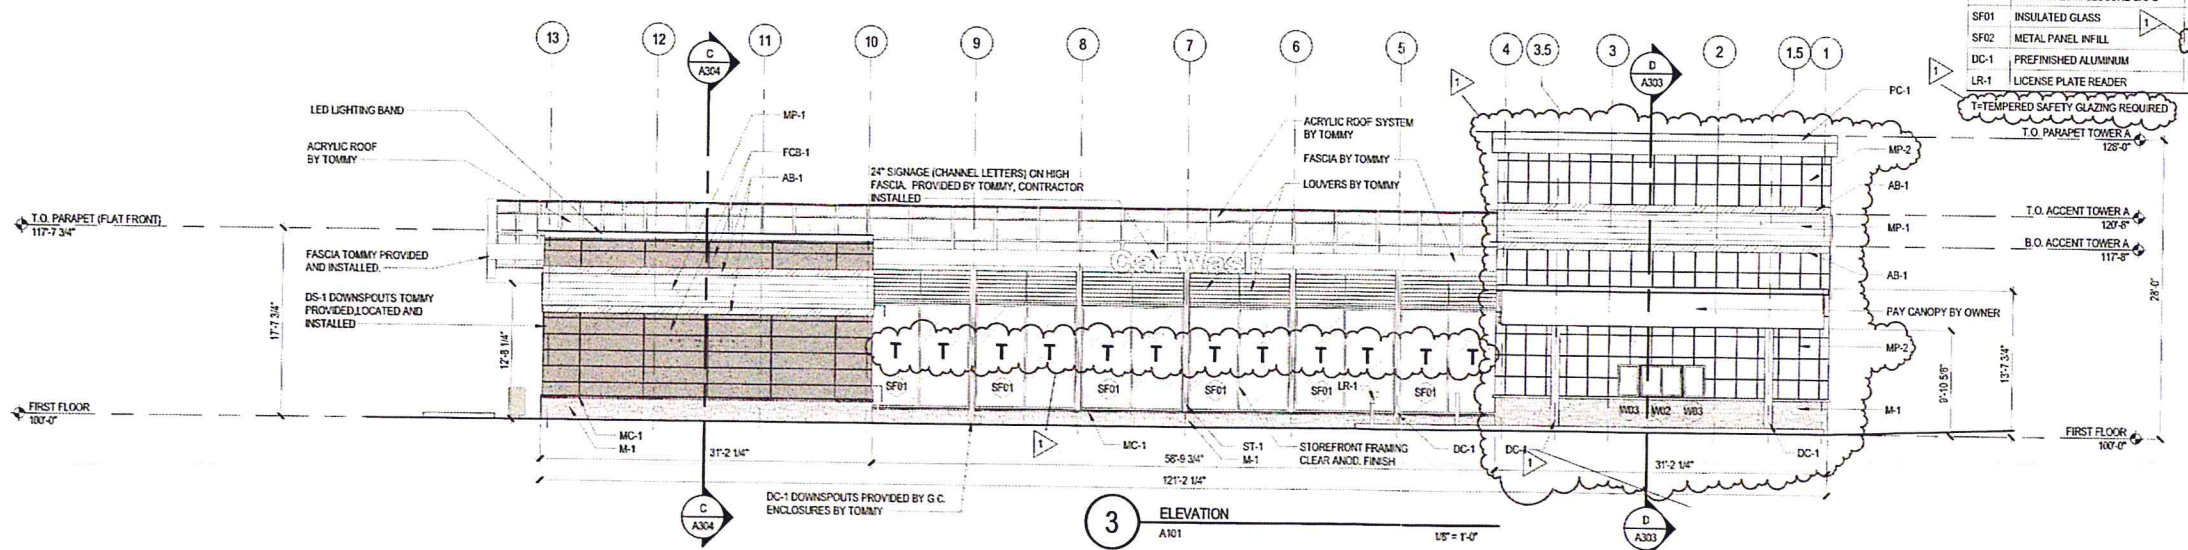 SF01 INSULATED GLASS
SF02 METAL PANEL INFILL
DC-1 PREFINISHED ALUMINUM
LR-1 LICENSE PLATE READER
T=TEMPERED SAFETY GLAZING REQUIRED
1
1
1
13
12
11
10
9
8
7
6
5
4
3.5
3
2
1.5
1
C
A304
D
A303
LED LIGHTING BAND
ACRYLIC ROOF
BY TOMMY
MP-1
FCB-1
AB-1
24" SIGNAGE (CHANNEL LETTERS) ON HIGH
FASCIA. PROVIDED BY TOMMY, CONTRACTOR
INSTALLED
ACRYLIC ROOF SYSTEM
BY TOMMY
FASCIA BY TOMMY
LOUVERS BY TOMMY
PC-1
T.O. PARAPET TOWER A
128'-0"
MP-2
AB-1
T.O. ACCENT TOWER A
120'-8"
MP-1
B.O. ACCENT TOWER A
117'-8"
AB-1
T.O. PARAPET (FLAT FRONT)
117'-7 3/4"
FASCIA TOMMY PROVIDED
AND INSTALLED.
DS-1 DOWNSPOUTS TOMMY
PROVIDED,LOCATED AND
INSTALLED
17'-7 3/4"
12'-8 1/4"
Car Wash
28'-0"
PAY CANOPY BY OWNER
MP-2
13'-7 3/4"
9'-10 5/8"
T T T T T T T T T T T T
SF01 SF01 SF01 SF01 SF01 LR-1 SF01
W03 W02 W03
M-1
FIRST FLOOR
100'-0"
FIRST FLOOR
100'-0"
MC-1
M-1
31'-2 1/4"
1
MC-1
58'-9 3/4"
ST-1
M-1
STOREFRONT FRAMING
CLEAR ANOD. FINISH
DC-1
DC-1
1
31'-2 1/4"
DC-1
121'-2 1/4"
DC-1 DOWNSPOUTS PROVIDED BY G.C.
ENCLOSURES BY TOMMY
C
A304
3
ELEVATION
A101
1/8" = 1'-0"
D
A303